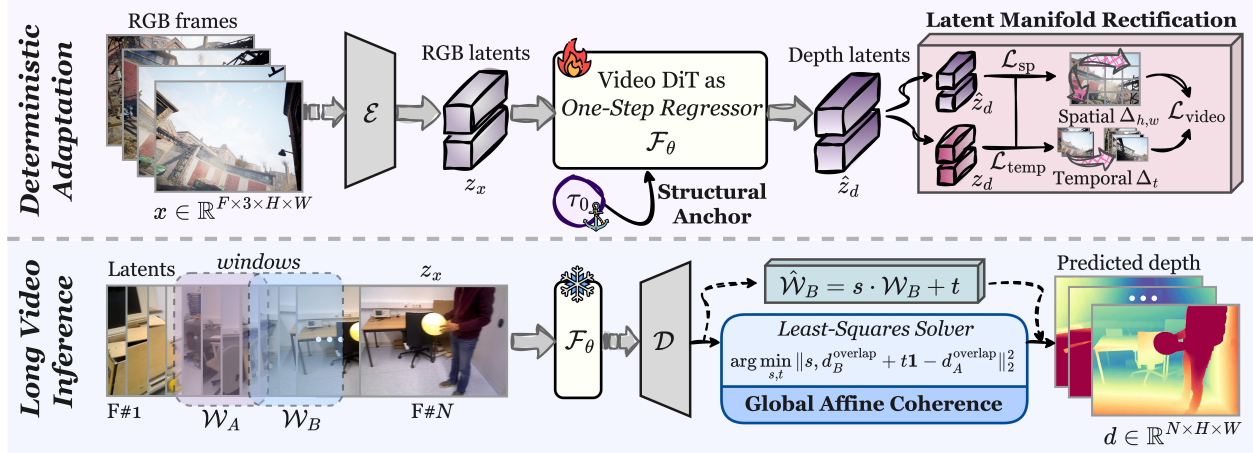 Deterministic
Adaptation
RGB frames
x ∈ ℝ^{F×3×H×W}
ℰ
RGB latents
z_x
Video DiT as
One-Step Regressor
ℱ_θ
τ_0
Structural
Anchor
Depth latents
ẑ_d
Latent Manifold Rectification
ẑ_d
z_d
ℒ_sp
ℒ_temp
Spatial Δ_{h,w}
Temporal Δ_t
ℒ_video
Long Video
Inference
Latents
windows
z_x
F#1
𝒲_A
𝒲_B
F#N
ℱ_θ
𝒟
𝒲̂_B = s · 𝒲_B + t
Least-Squares Solver
arg min_{s,t} ‖s, d_B^{overlap} + t𝟏 − d_A^{overlap}‖_2^2
Global Affine Coherence
Predicted depth
d ∈ ℝ^{N×H×W}